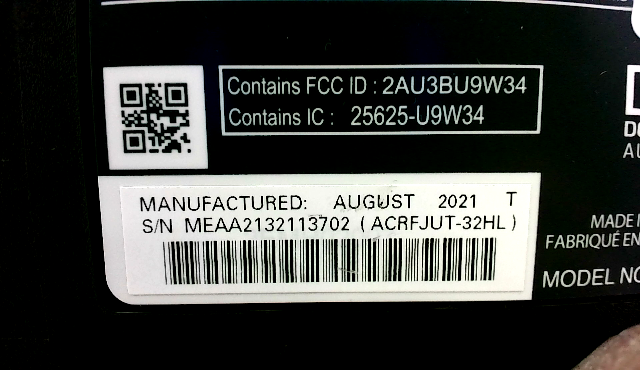 Contains FCC ID : 2AU3BU9W34
Contains IC : 25625-U9W34
MANUFACTURED: AUGUST 2021 T
S/N MEAA2132113702 ( ACRFJUT-32HL )
MADE
FABRIQUÉ EN
MODEL NO